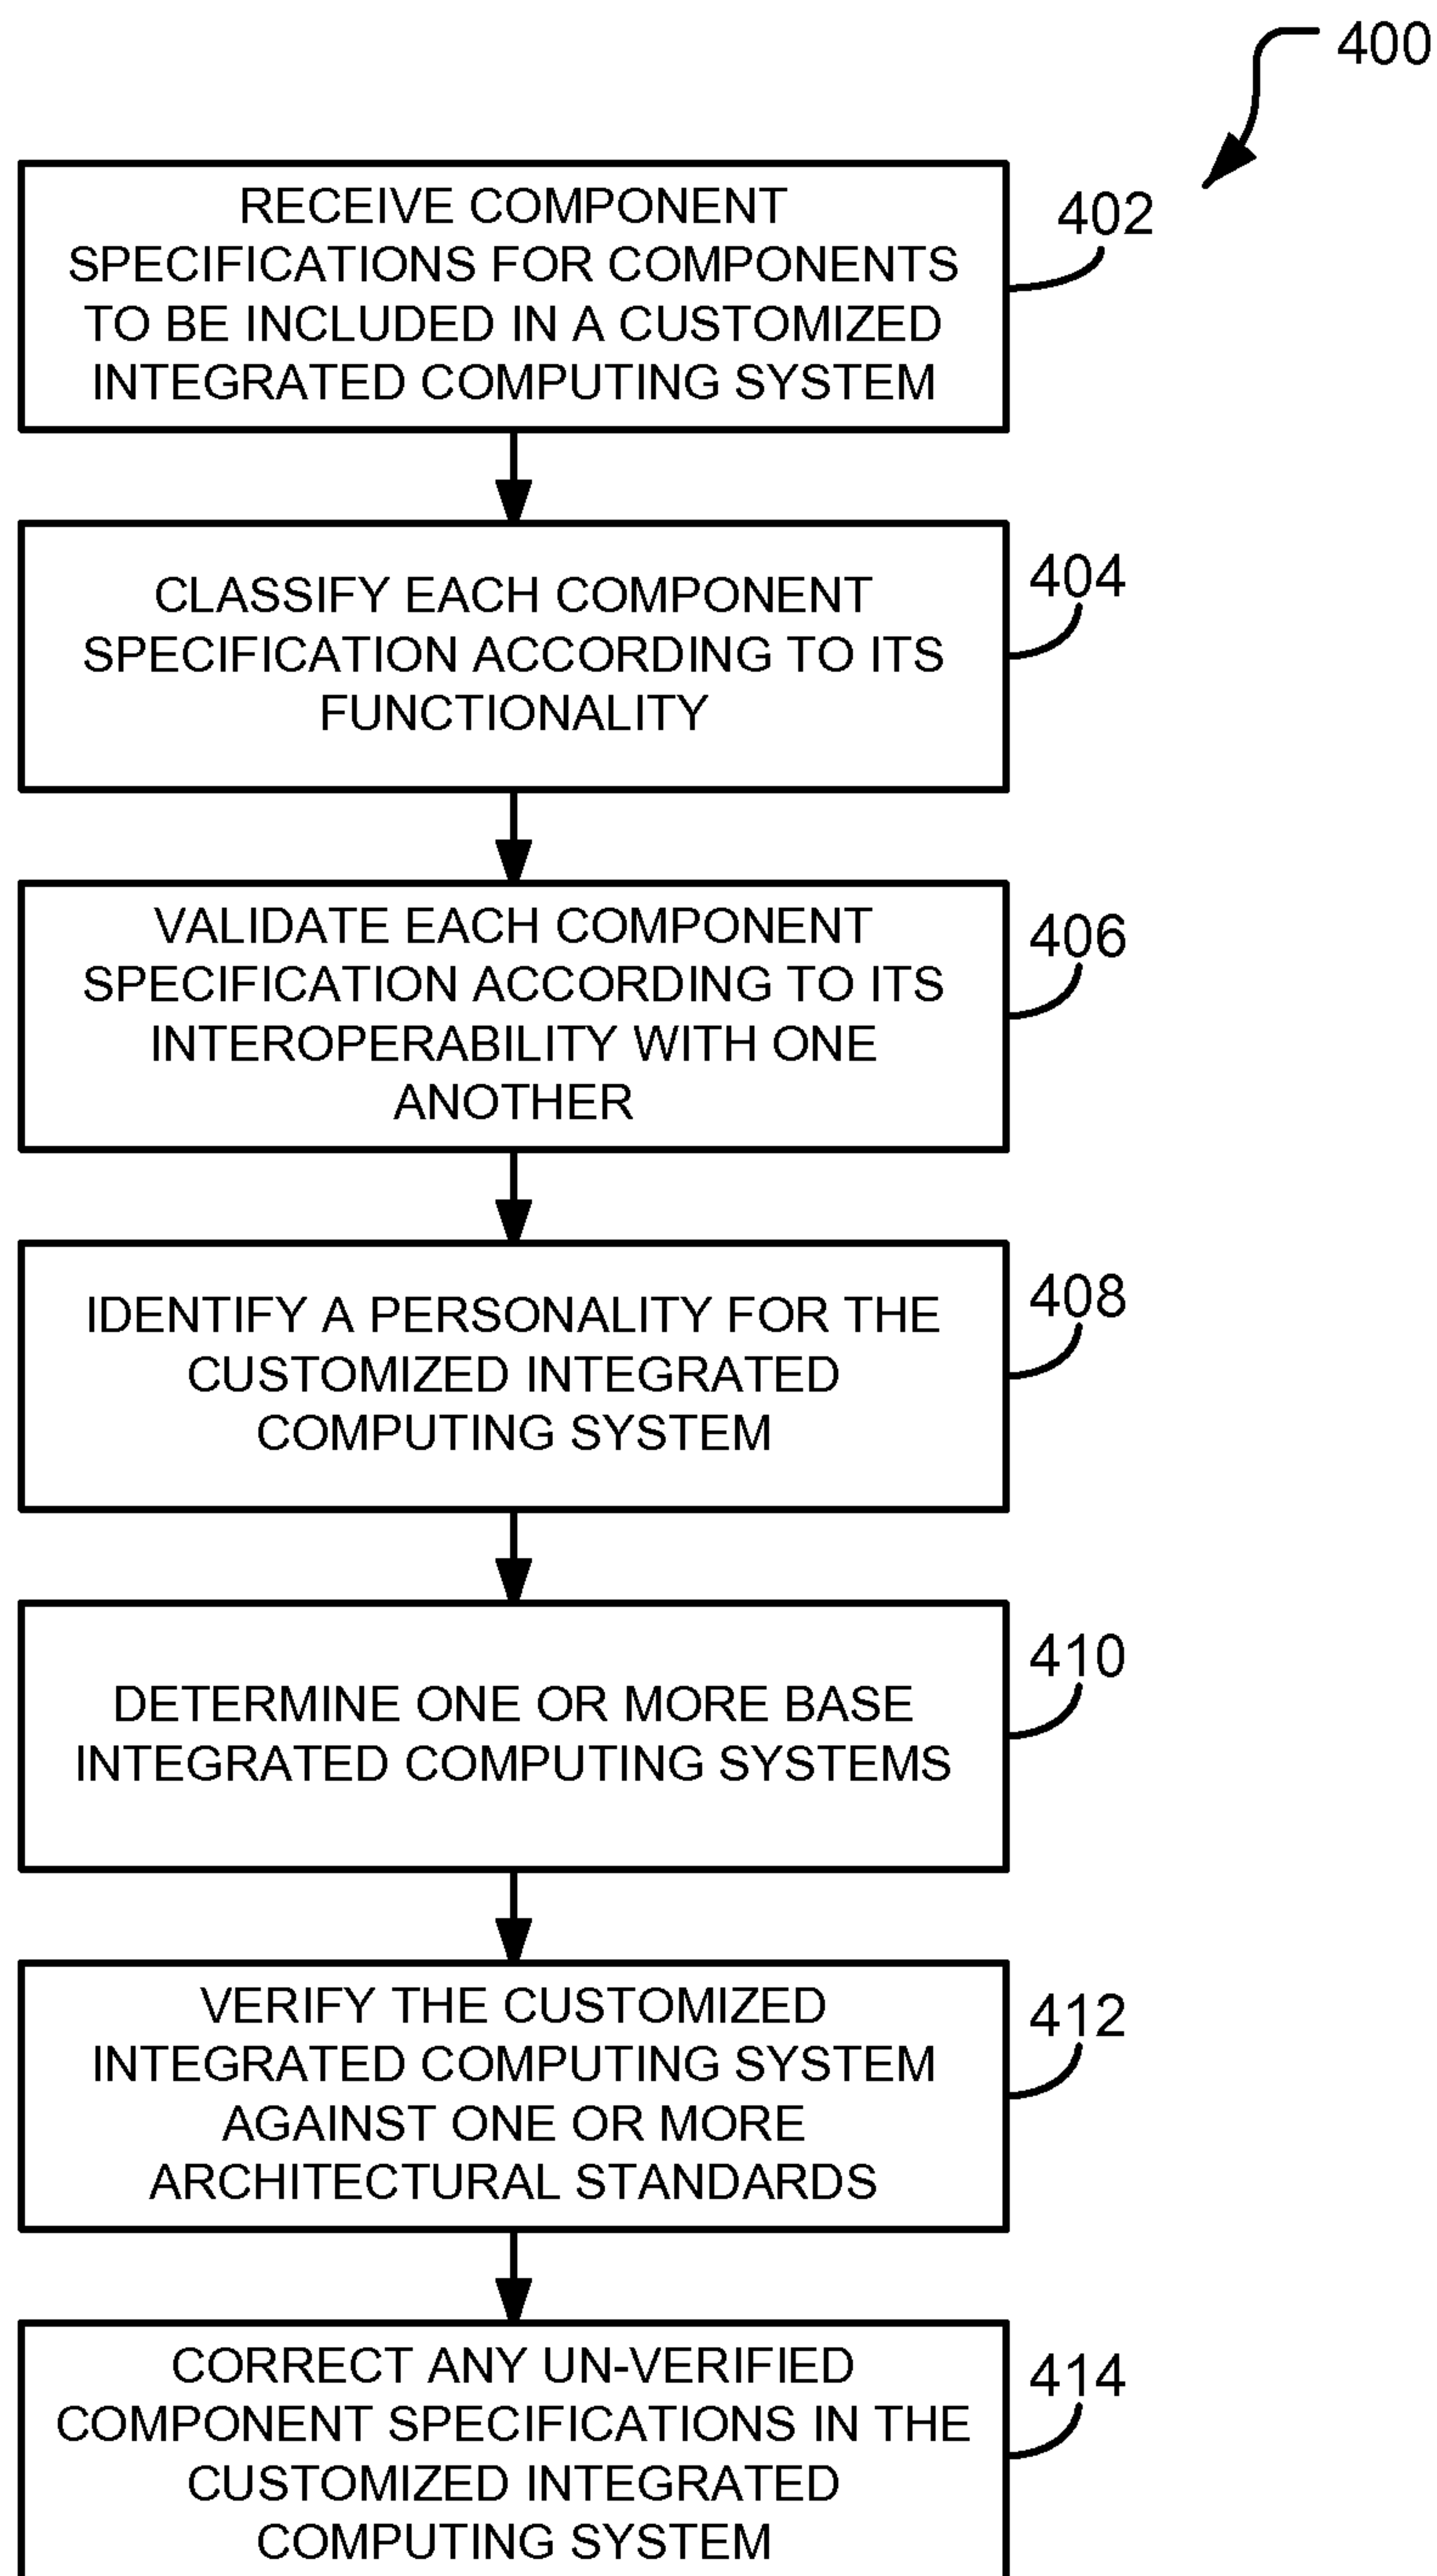 400
RECEIVE COMPONENT
SPECIFICATIONS FOR COMPONENTS
TO BE INCLUDED IN A CUSTOMIZED
INTEGRATED COMPUTING SYSTEM
402
CLASSIFY EACH COMPONENT
SPECIFICATION ACCORDING TO ITS
FUNCTIONALITY
404
VALIDATE EACH COMPONENT
SPECIFICATION ACCORDING TO ITS
INTEROPERABILITY WITH ONE
ANOTHER
406
IDENTIFY A PERSONALITY FOR THE
CUSTOMIZED INTEGRATED
COMPUTING SYSTEM
408
DETERMINE ONE OR MORE BASE
INTEGRATED COMPUTING SYSTEMS
410
VERIFY THE CUSTOMIZED
INTEGRATED COMPUTING SYSTEM
AGAINST ONE OR MORE
ARCHITECTURAL STANDARDS
412
CORRECT ANY UN-VERIFIED
COMPONENT SPECIFICATIONS IN THE
CUSTOMIZED INTEGRATED
COMPUTING SYSTEM
414